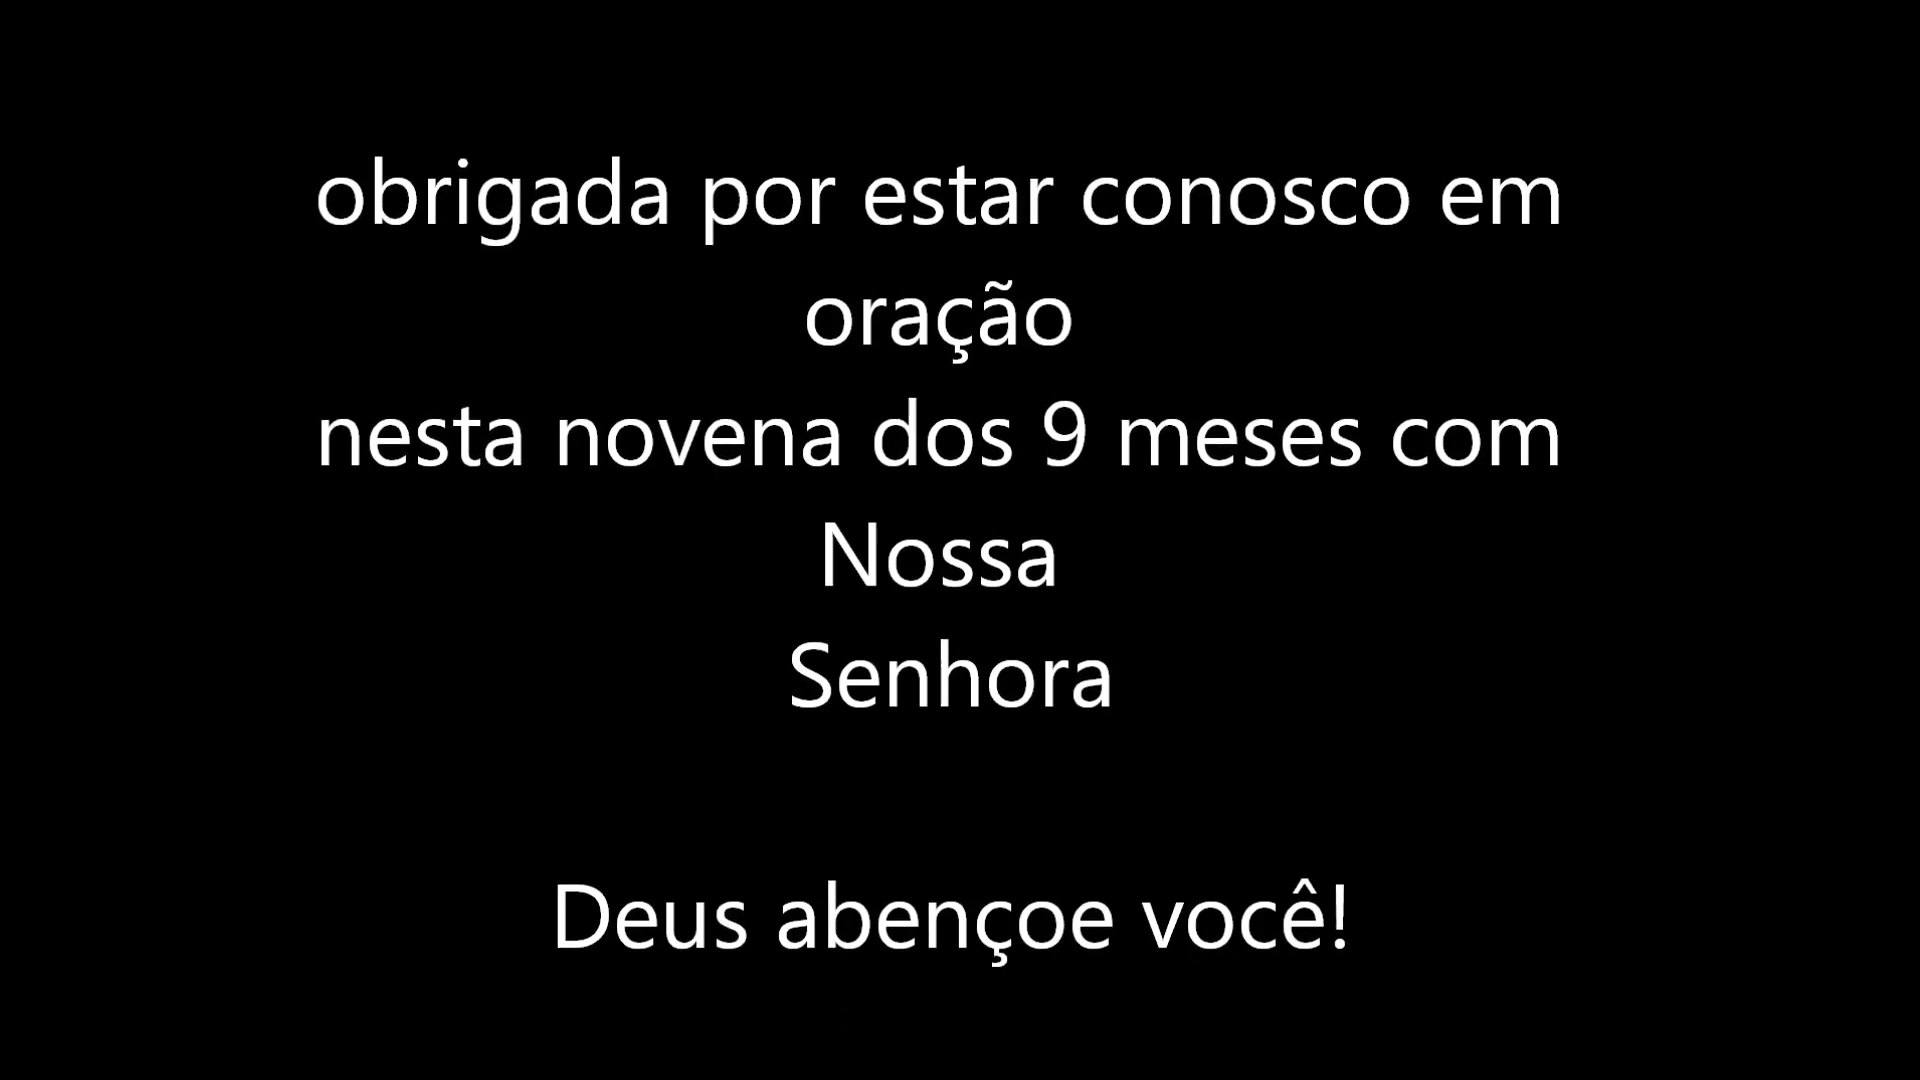 obrigada por estar conosco em
oração
nesta novena dos 9 meses com
Nossa
Senhora
Deus abençoe você!